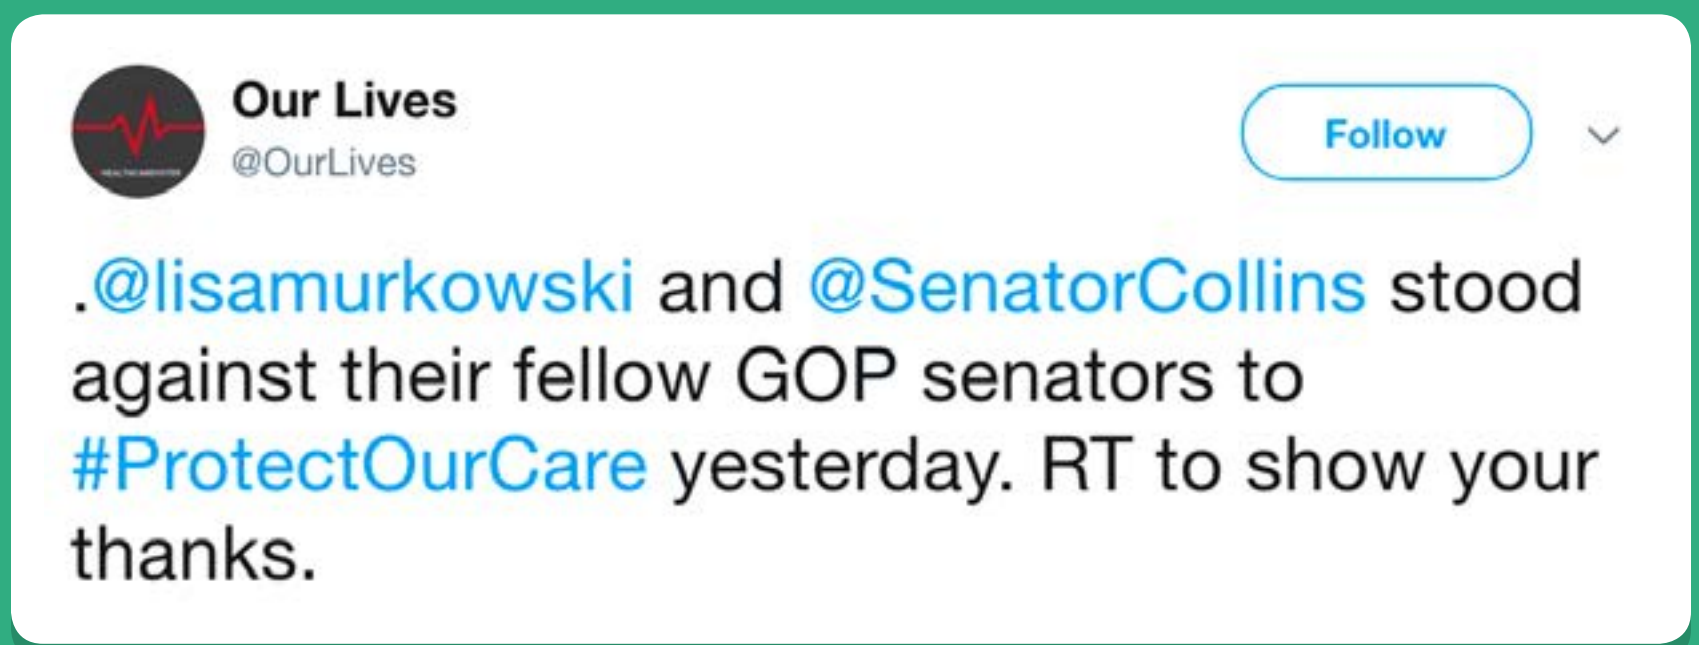 Our Lives
@OurLives
Follow
.@lisamurkowski and @SenatorCollins stood
against their fellow GOP senators to
#ProtectOurCare yesterday. RT to show your
thanks.